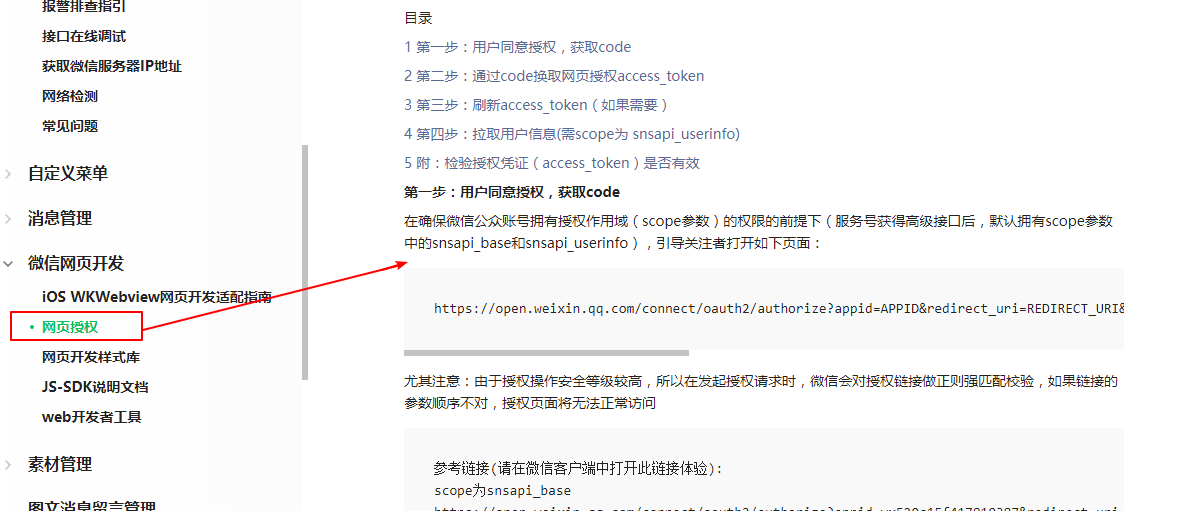 报警排查指引
接口在线调试
获取微信服务器IP地址
网络检测
常见问题
自定义菜单
消息管理
微信网页开发
iOS WKWebview网页开发适配指南
网页授权
网页开发样式库
JS-SDK说明文档
web开发者工具
素材管理
图文消息留言管理
目录
1 第一步：用户同意授权，获取code
2 第二步：通过code换取网页授权access_token
3 第三步：刷新access_token（如果需要）
4 第四步：拉取用户信息(需scope为 snsapi_userinfo)
5 附：检验授权凭证（access_token）是否有效
第一步：用户同意授权，获取code
在确保微信公众账号拥有授权作用域（scope参数）的权限的前提下（服务号获得高级接口后，默认拥有scope参数
中的snsapi_base和snsapi_userinfo），引导关注者打开如下页面：
https://open.weixin.qq.com/connect/oauth2/authorize?appid=APPID&redirect_uri=REDIRECT_URI&
尤其注意：由于授权操作安全等级较高，所以在发起授权请求时，微信会对授权链接做正则强匹配校验，如果链接的
参数顺序不对，授权页面将无法正常访问
参考链接(请在微信客户端中打开此链接体验):
scope为snsapi_base